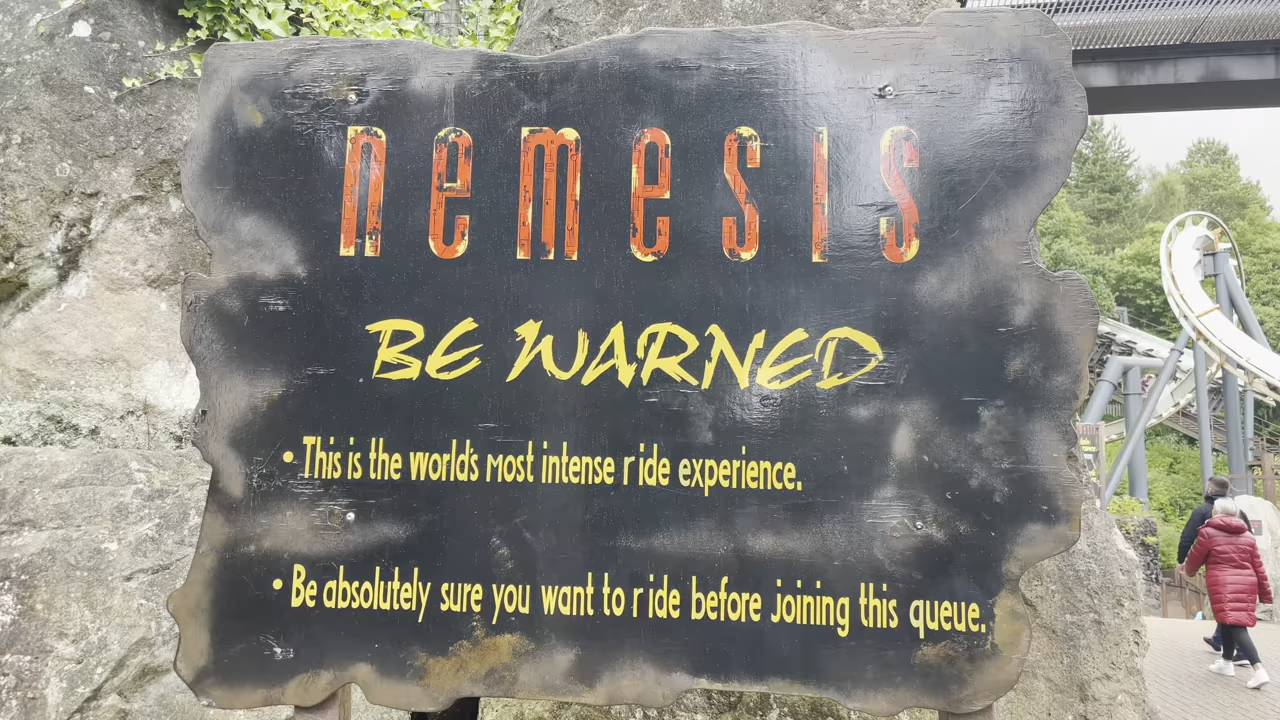 nemesis
BE WARNED
• This is the world's most intense ride experience.
• Be absolutely sure you want to ride before joining this queue.